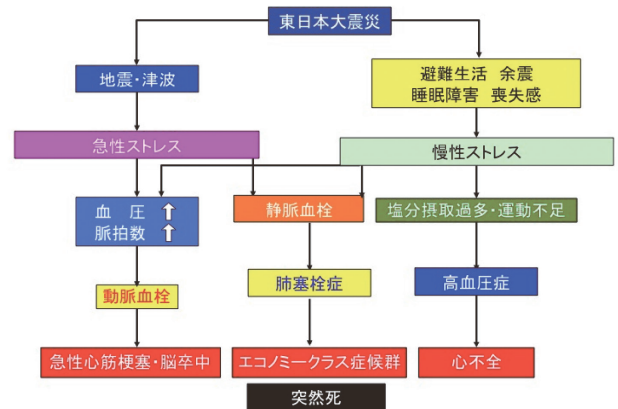 東日本大震災
地震・津波
避難生活 余震
睡眠障害 喪失感
急性ストレス
慢性ストレス
血 圧 ⇧
脈拍数 ⇧
静脈血栓
塩分摂取過多・運動不足
動脈血栓
肺塞栓症
高血圧症
急性心筋梗塞・脳卒中
エコノミークラス症候群
心不全
突然死